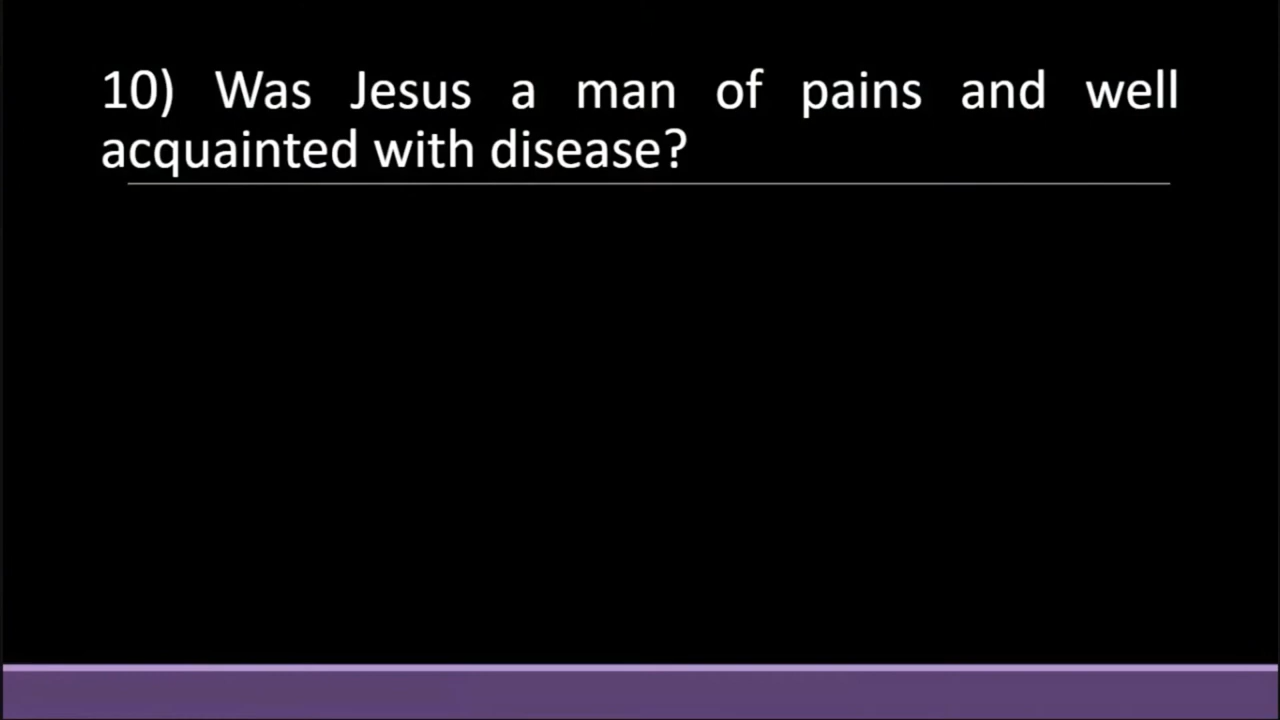 10) Was Jesus a man of pains and well
acquainted with disease?